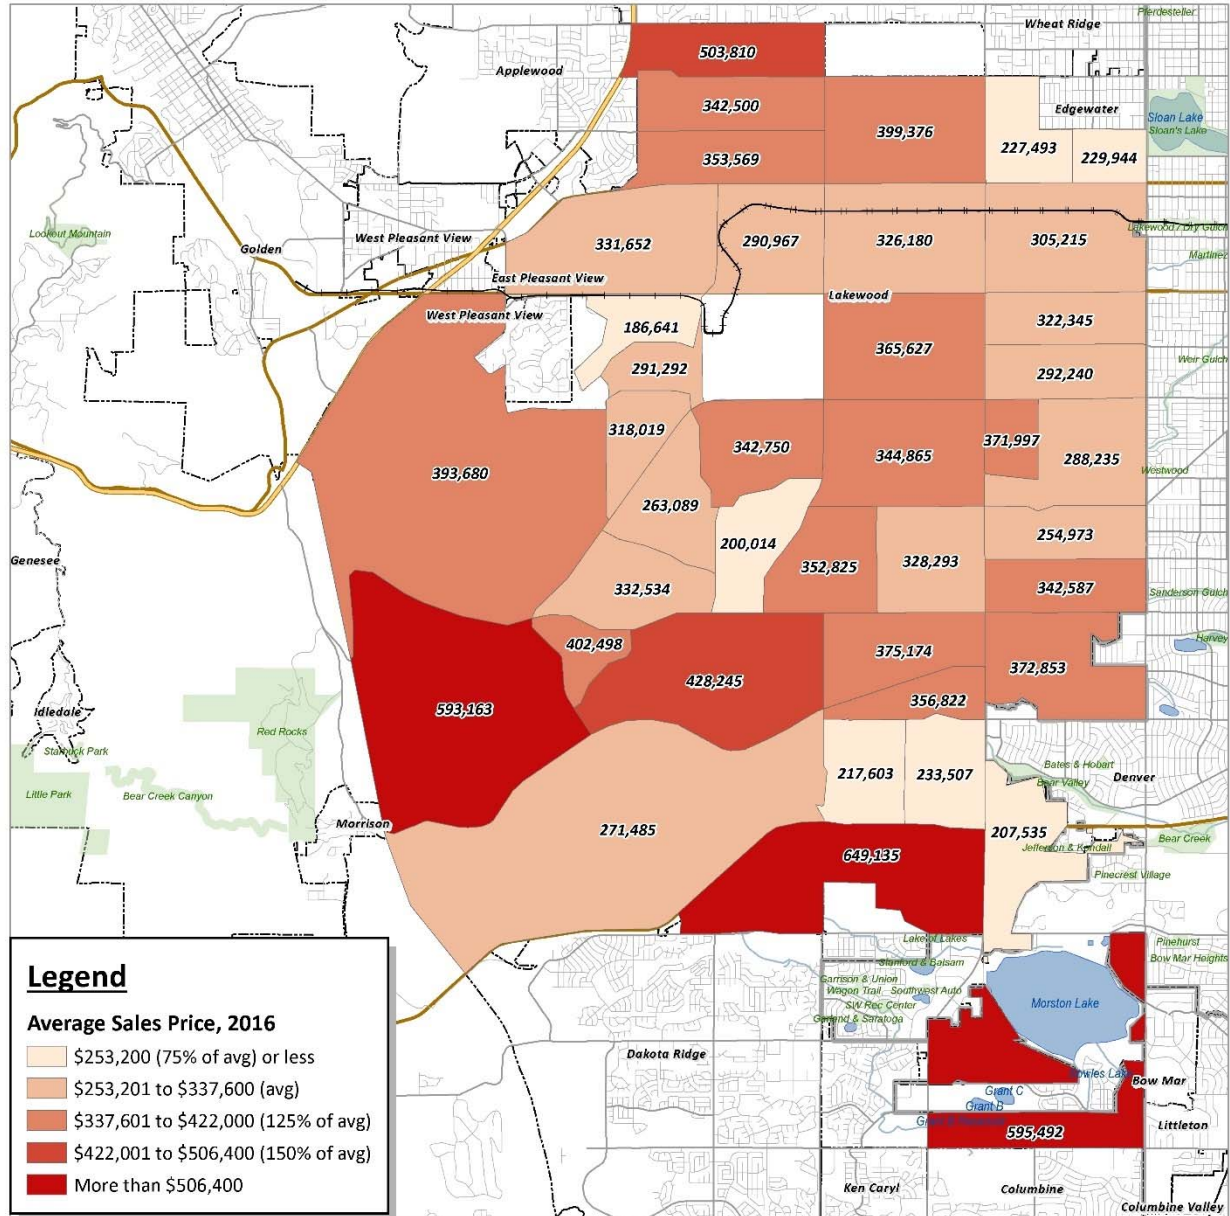 Pferdesteller
Wheat Ridge
503,810
Applewood
342,500
Edgewater
Sloan Lake
Sloan's Lake
399,376
227,493
229,944
353,569
Lookout Mountain
Golden
West Pleasant View
331,652
290,967
326,180
305,215
Lakewood / Dry Gulch
Martinez
East Pleasant View
West Pleasant View
Lakewood
186,641
322,345
365,627
Weir Gulch
291,292
292,240
318,019
342,750
344,865
371,997
288,235
Westwood
393,680
263,089
200,014
254,973
Genesee
352,825
328,293
332,534
342,587
Sanderson Gulch
402,498
375,174
Harvey
372,853
428,245
356,822
593,163
Idledale
Red Rocks
Starbuck Park
Little Park
Bear Creek Canyon
217,603
233,507
Bates & Hobart
Bear Valley
Denver
Morrison
271,485
207,535
Bear Creek
Jefferson & Kendall
649,135
Pinecrest Village
Lake of Lakes
Pinehurst
Bow Mar Heights
Stanford & Balsam
Garrison & Union
Wagon Trail
Southwest Auto
SW Rec Center
Garland & Saratoga
Morston Lake
Dakota Ridge
Bowles Lake
Bow Mar
Grant C
Grant B
Littleton
595,492
Ken Caryl
Columbine
Columbine Valley
Legend
Average Sales Price, 2016
$253,200 (75% of avg) or less
$253,201 to $337,600 (avg)
$337,601 to $422,000 (125% of avg)
$422,001 to $506,400 (150% of avg)
More than $506,400